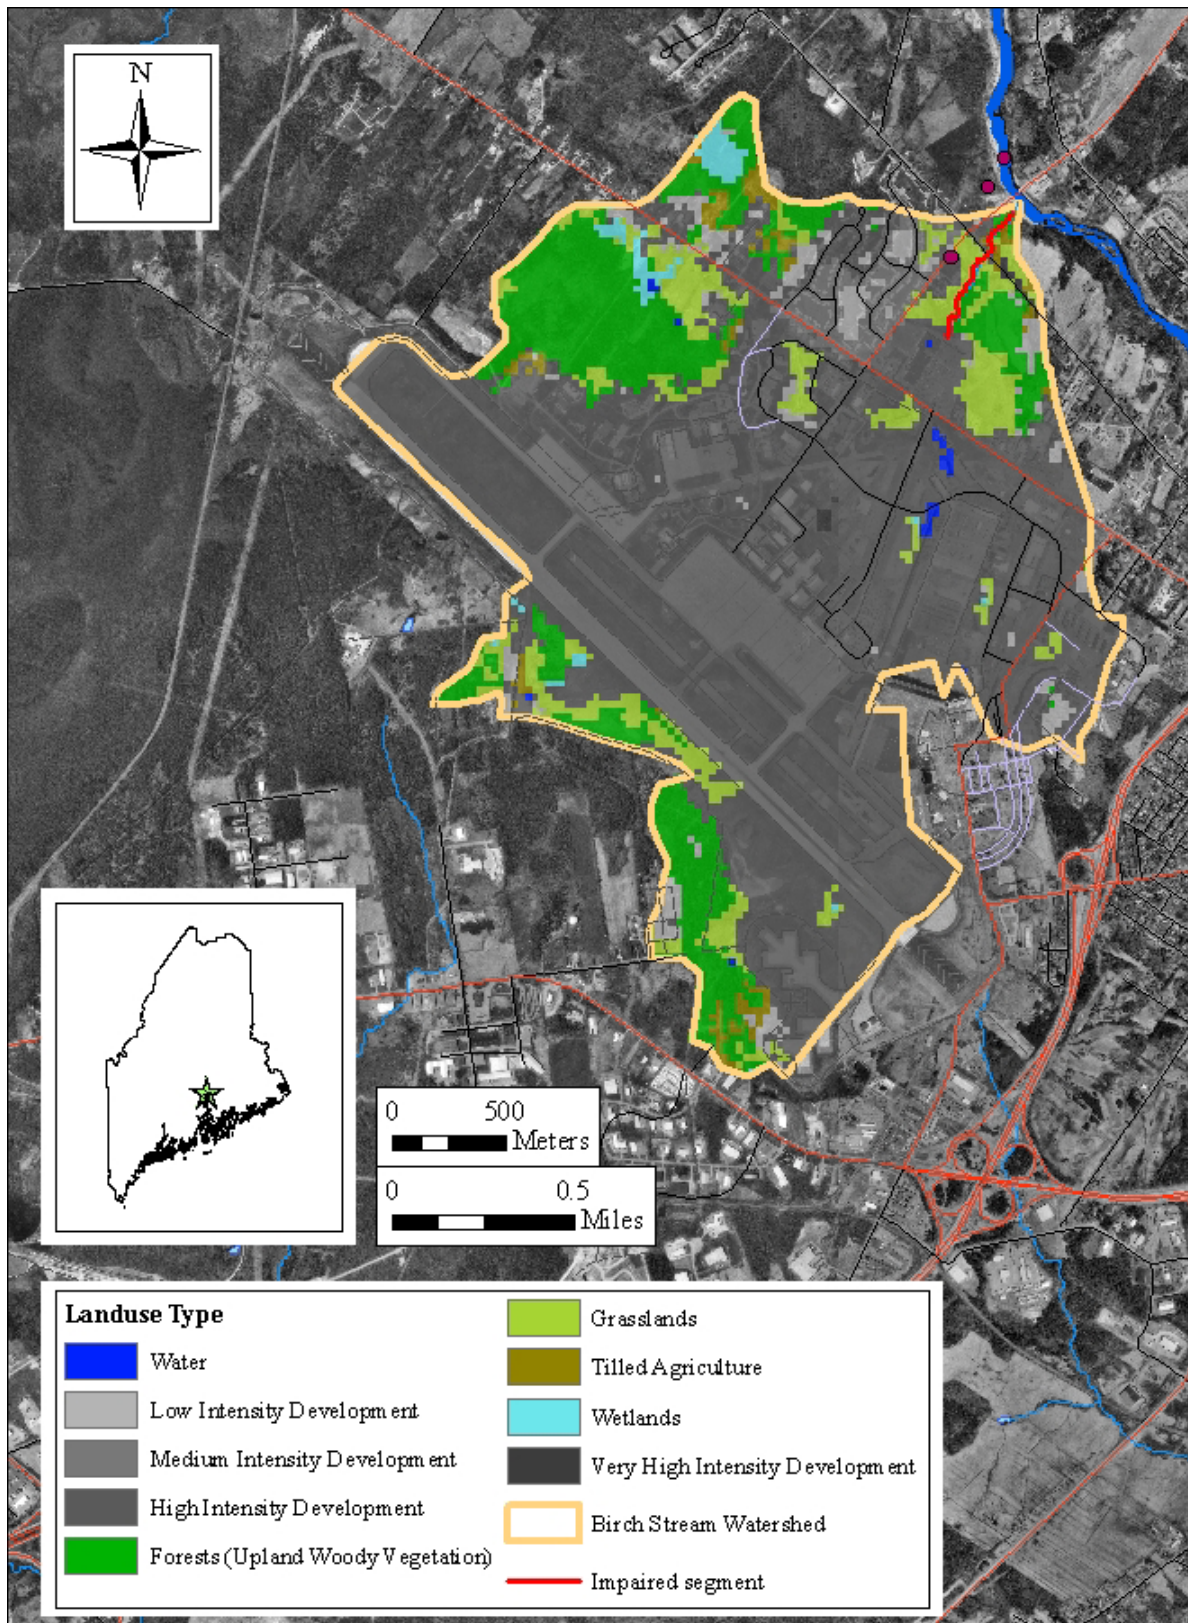 N
0 500
Meters
0 0.5
Miles
Landuse Type
Water
Low Intensity Development
Medium Intensity Development
High Intensity Development
Forests (Upland Woody Vegetation)
Grasslands
Tilled Agriculture
Wetlands
Very High Intensity Development
Birch Stream Watershed
Impaired segment